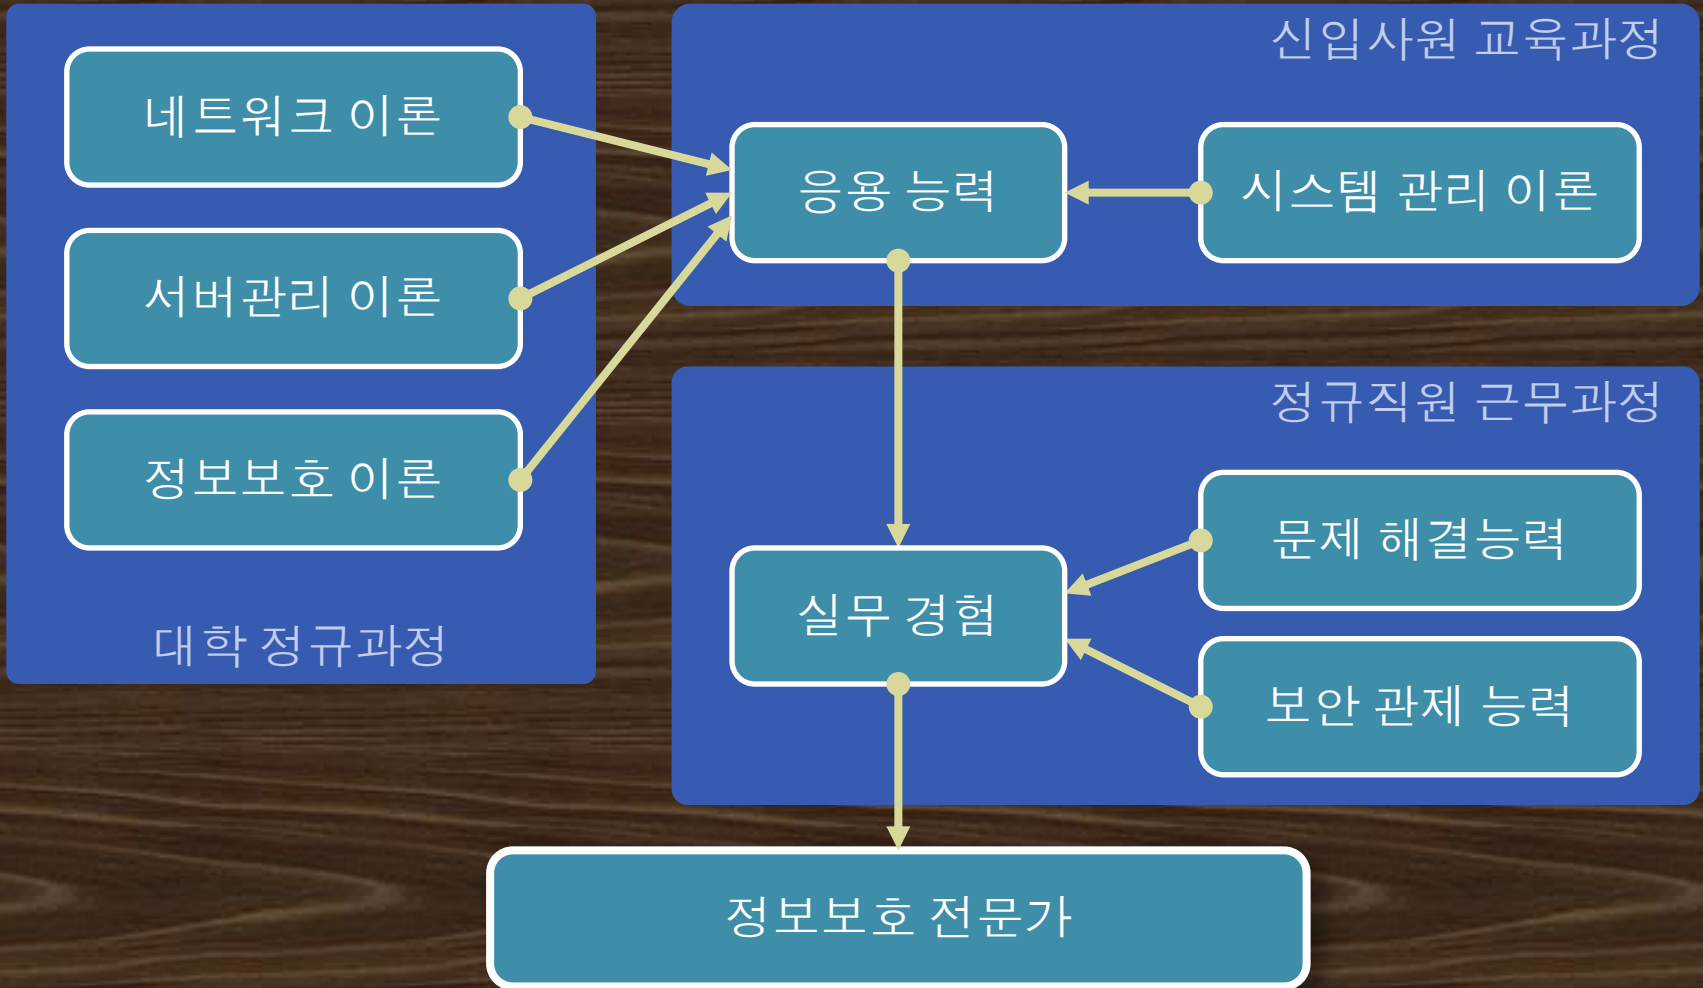 네트워크 이론
서버관리 이론
정보보호 이론
대학 정규과정
신입사원 교육과정
응용 능력
시스템 관리 이론
정규직원 근무과정
실무 경험
문제 해결능력
보안 관제 능력
정보보호 전문가